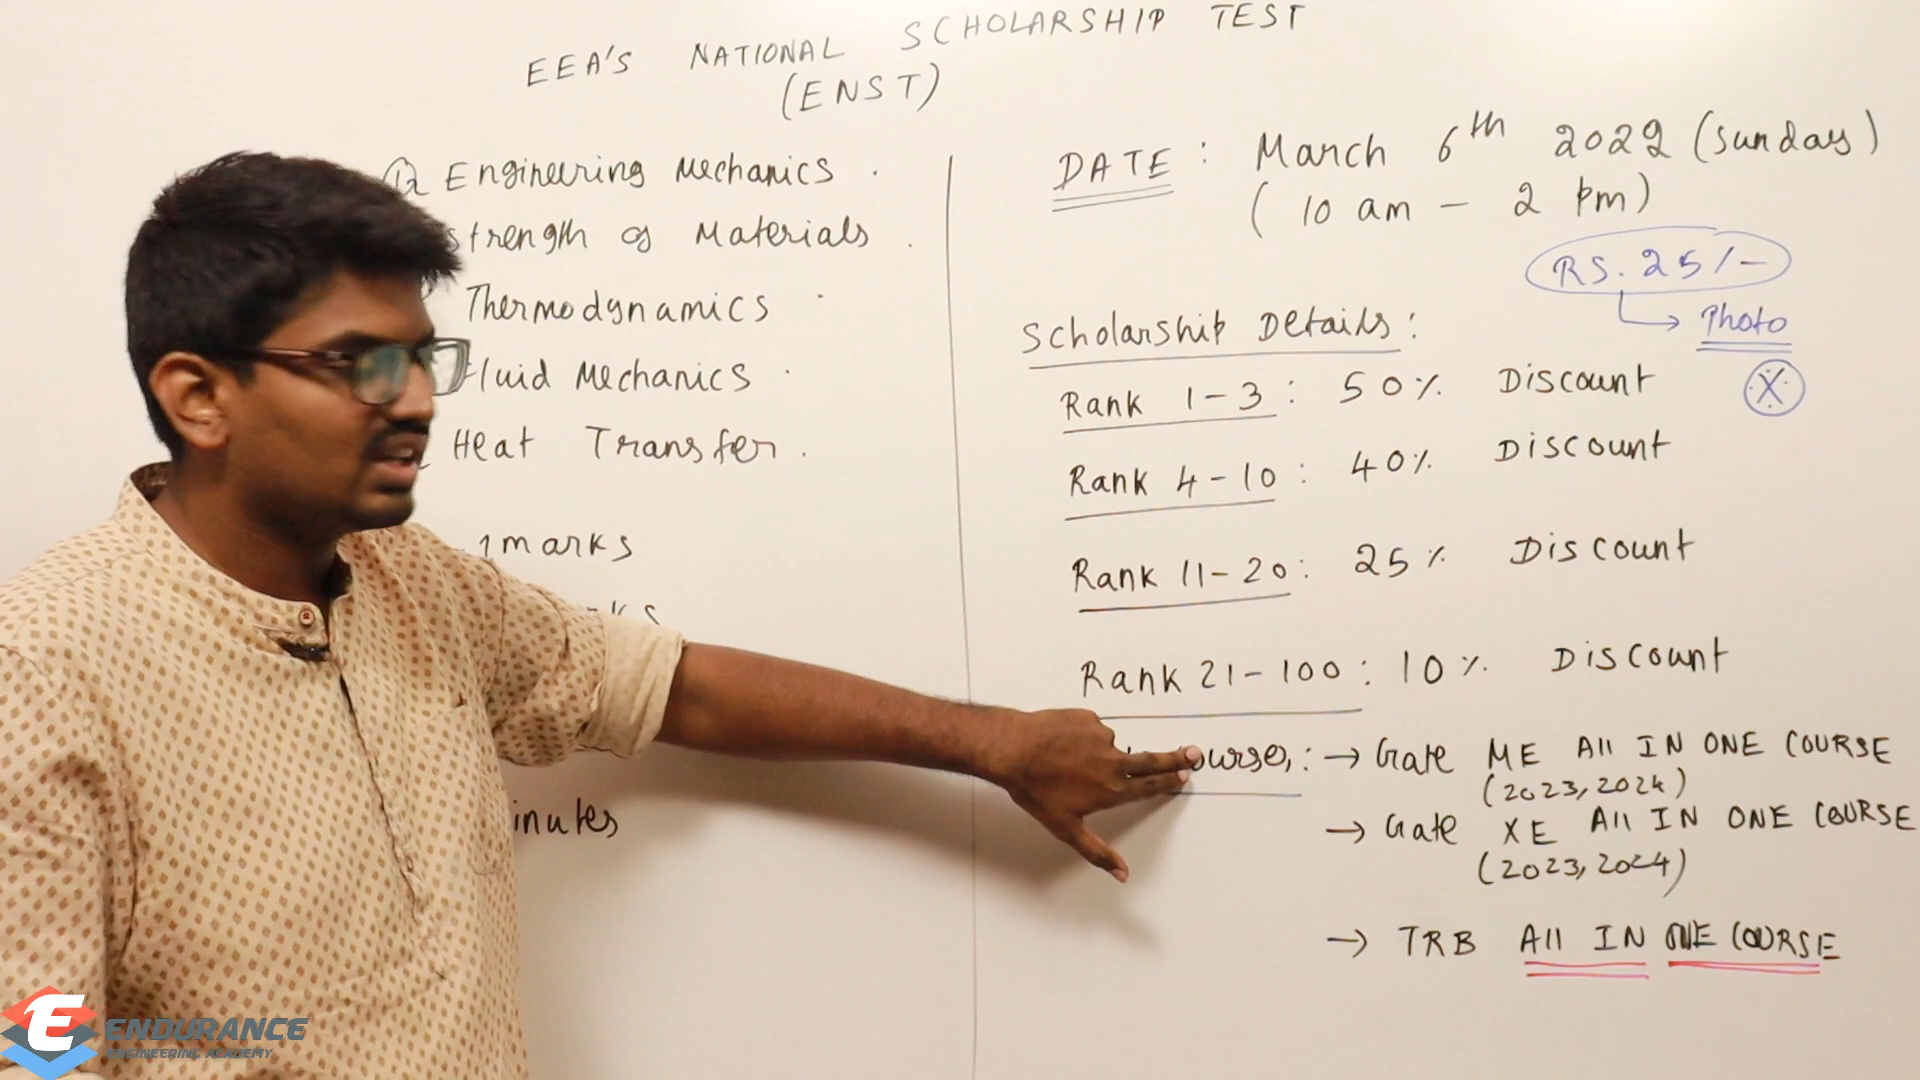 EEA'S NATIONAL SCHOLARSHIP TEST
(ENST)
Engineering Mechanics .
Strength of Materials .
Thermodynamics .
Fluid Mechanics .
Heat Transfer .
marks
DATE : March 6th 2022 (Sunday)
(10 am - 2 pm)
RS. 25/-
→ Photo
X
Scholarship Details :
Rank 1-3 : 50% Discount
Rank 4-10 : 40% Discount
Rank 11-20 : 25% Discount
Rank 21-100 : 10% Discount
→ Gate ME All IN ONE COURSE
(2023, 2024)
→ Gate XE All IN ONE COURSE
(2023, 2024)
→ TRB All IN ONE COURSE
ENDURANCE
ENGINEERING ACADEMY